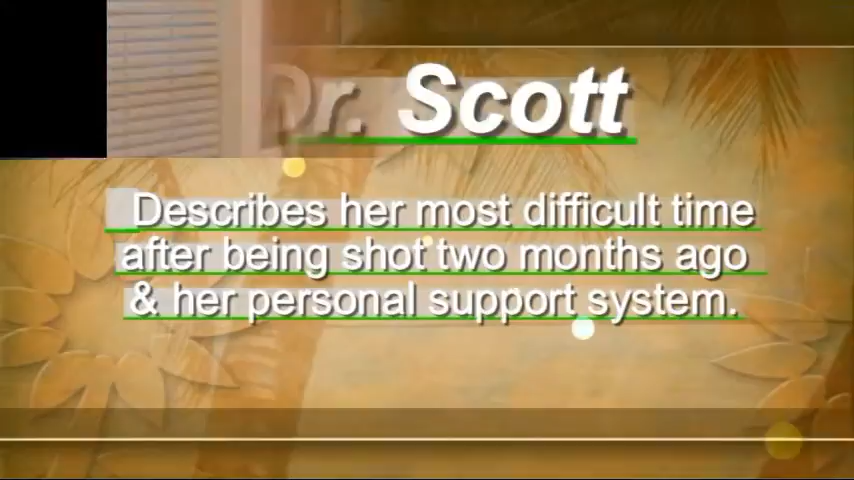 Dr. Scott
Describes her most difficult time
after being shot two months ago
& her personal support system.